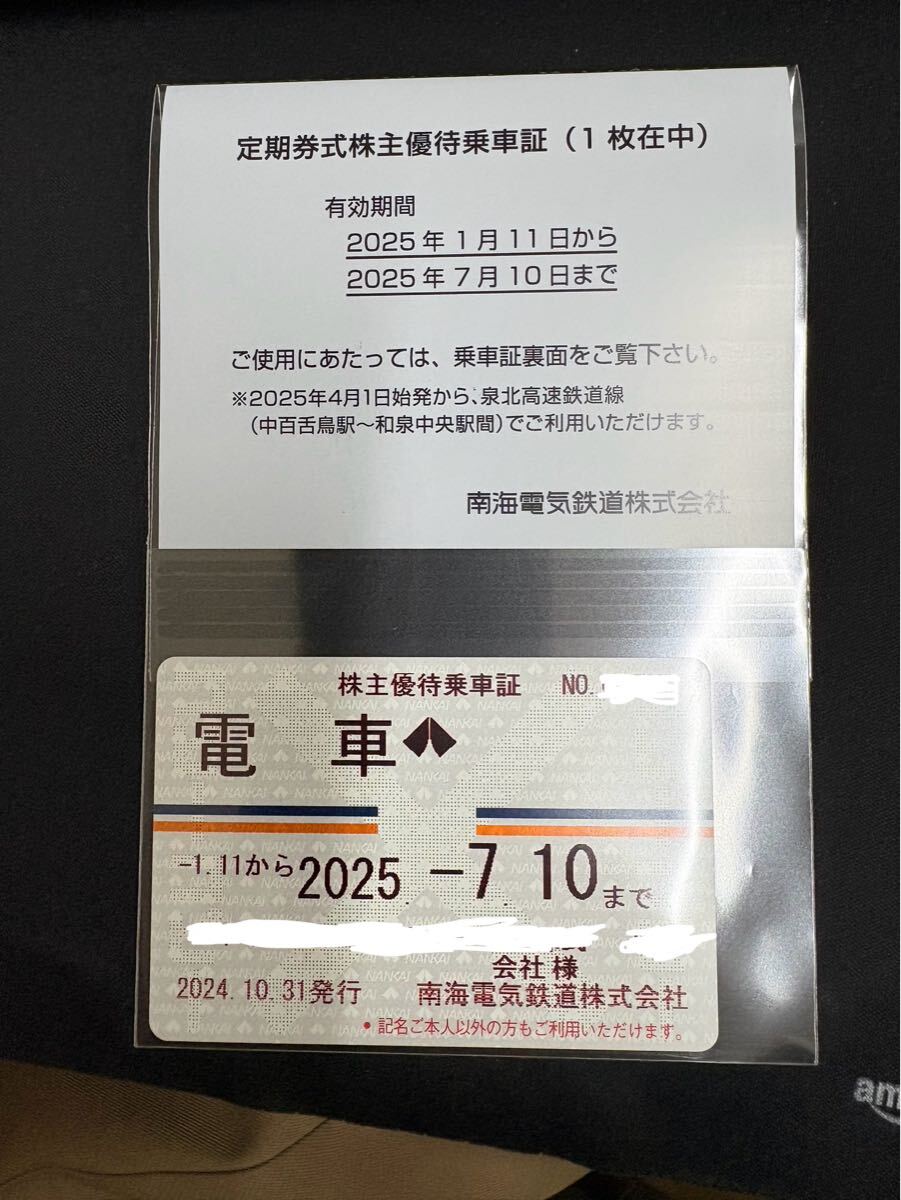 定期券式株主優待乗車証（1枚在中）
有効期間
2025年1月11日から
2025年7月10日まで
ご使用にあたっては、乗車証裏面をご覧下さい。
※2025年4月1日始発から、泉北高速鉄道線
（中百舌鳥駅～和泉中央駅間）でご利用いただけます。
南海電気鉄道株式会社
株主優待乗車証 NO.
電 車
-1.11から2025.-7.10まで
会社様
2024.10.31発行 南海電気鉄道株式会社
•記名ご本人以外の方もご利用いただけます。
NANKAI
am